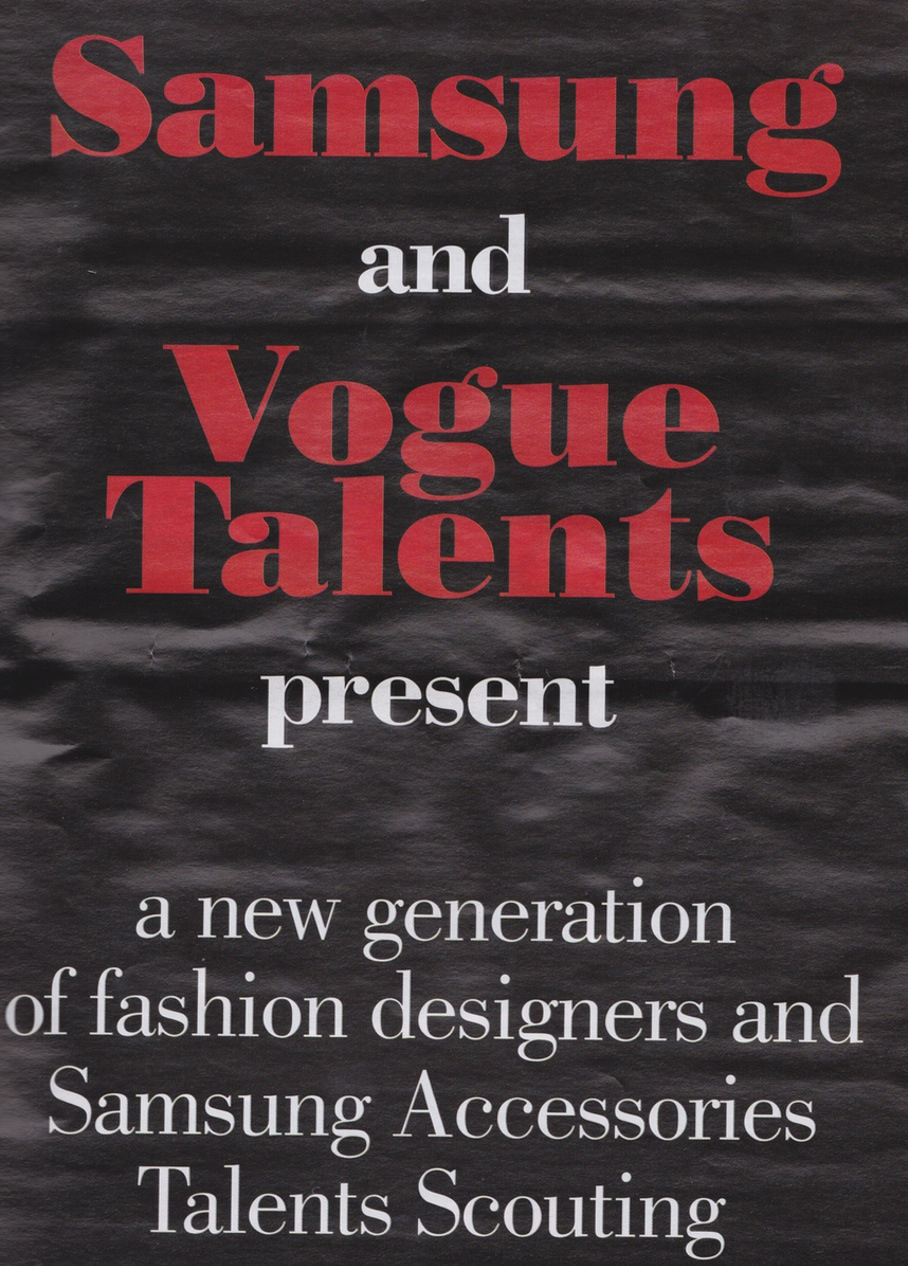 Samsung
and
Vogue
Talents
present
a new generation
of fashion designers and
Samsung Accessories
Talents Scouting